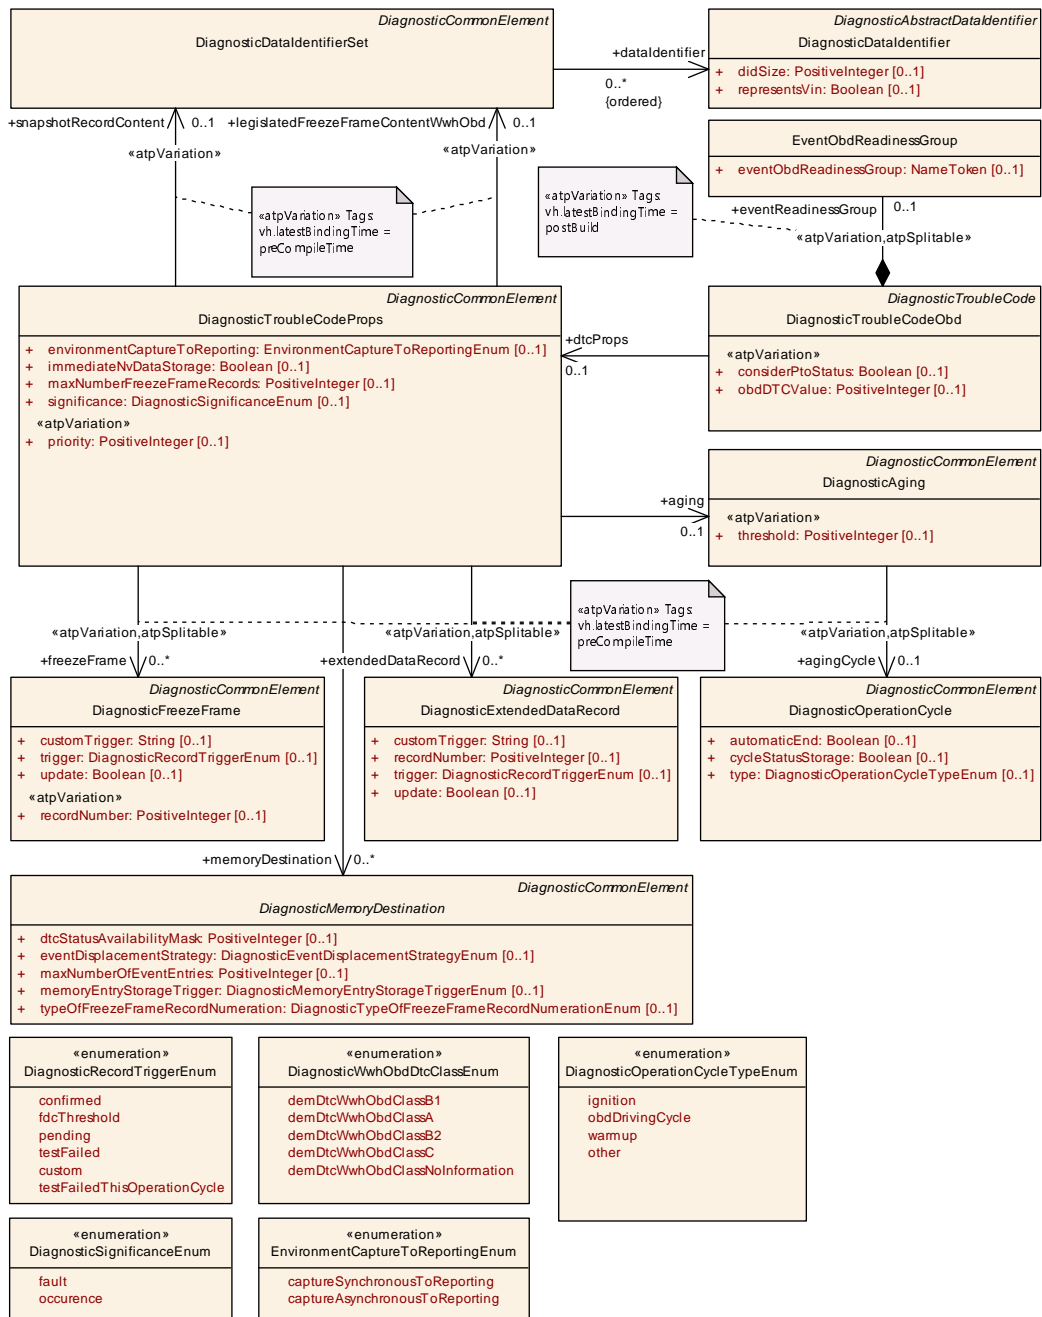 DiagnosticCommonElement
DiagnosticDataIdentifierSet
DiagnosticAbstractDataIdentifier
DiagnosticDataIdentifier
+ didSize: PositiveInteger [0..1]
+ representsVin: Boolean [0..1]
+dataIdentifier
0..*
{ordered}
+snapshotRecordContent
0..1
+legislatedFreezeFrameContentWwhObd
0..1
«atpVariation»
«atpVariation»
EventObdReadinessGroup
+ eventObdReadinessGroup: NameToken [0..1]
«atpVariation» Tags:
vh.latestBindingTime =
preCompileTime
«atpVariation» Tags:
vh.latestBindingTime =
postBuild
+eventReadinessGroup
0..1
«atpVariation,atpSplitable»
DiagnosticCommonElement
DiagnosticTroubleCodeProps
+ environmentCaptureToReporting: EnvironmentCaptureToReportingEnum [0..1]
+ immediateNvDataStorage: Boolean [0..1]
+ maxNumberFreezeFrameRecords: PositiveInteger [0..1]
+ significance: DiagnosticSignificanceEnum [0..1]
«atpVariation»
+ priority: PositiveInteger [0..1]
+dtcProps
0..1
DiagnosticTroubleCode
DiagnosticTroubleCodeObd
«atpVariation»
+ considerPtoStatus: Boolean [0..1]
+ obdDTCValue: PositiveInteger [0..1]
+aging
0..1
DiagnosticCommonElement
DiagnosticAging
«atpVariation»
+ threshold: PositiveInteger [0..1]
«atpVariation» Tags:
vh.latestBindingTime =
preCompileTime
«atpVariation,atpSplitable»
«atpVariation,atpSplitable»
«atpVariation,atpSplitable»
+freezeFrame
0..*
+extendedDataRecord
0..*
+agingCycle
0..1
DiagnosticCommonElement
DiagnosticFreezeFrame
+ customTrigger: String [0..1]
+ trigger: DiagnosticRecordTriggerEnum [0..1]
+ update: Boolean [0..1]
«atpVariation»
+ recordNumber: PositiveInteger [0..1]
DiagnosticCommonElement
DiagnosticExtendedDataRecord
+ customTrigger: String [0..1]
+ recordNumber: PositiveInteger [0..1]
+ trigger: DiagnosticRecordTriggerEnum [0..1]
+ update: Boolean [0..1]
DiagnosticCommonElement
DiagnosticOperationCycle
+ automaticEnd: Boolean [0..1]
+ cycleStatusStorage: Boolean [0..1]
+ type: DiagnosticOperationCycleTypeEnum [0..1]
+memoryDestination
0..*
DiagnosticCommonElement
DiagnosticMemoryDestination
+ dtcStatusAvailabilityMask: PositiveInteger [0..1]
+ eventDisplacementStrategy: DiagnosticEventDisplacementStrategyEnum [0..1]
+ maxNumberOfEventEntries: PositiveInteger [0..1]
+ memoryEntryStorageTrigger: DiagnosticMemoryEntryStorageTriggerEnum [0..1]
+ typeOfFreezeFrameRecordNumeration: DiagnosticTypeOfFreezeFrameRecordNumerationEnum [0..1]
«enumeration»
DiagnosticRecordTriggerEnum
confirmed
fdcThreshold
pending
testFailed
custom
testFailedThisOperationCycle
«enumeration»
DiagnosticWwhObdDtcClassEnum
demDtcWwhObdClassB1
demDtcWwhObdClassA
demDtcWwhObdClassB2
demDtcWwhObdClassC
demDtcWwhObdClassNoInformation
«enumeration»
DiagnosticOperationCycleTypeEnum
ignition
obdDrivingCycle
warmup
other
«enumeration»
DiagnosticSignificanceEnum
fault
occurence
«enumeration»
EnvironmentCaptureToReportingEnum
captureSynchronousToReporting
captureAsynchronousToReporting